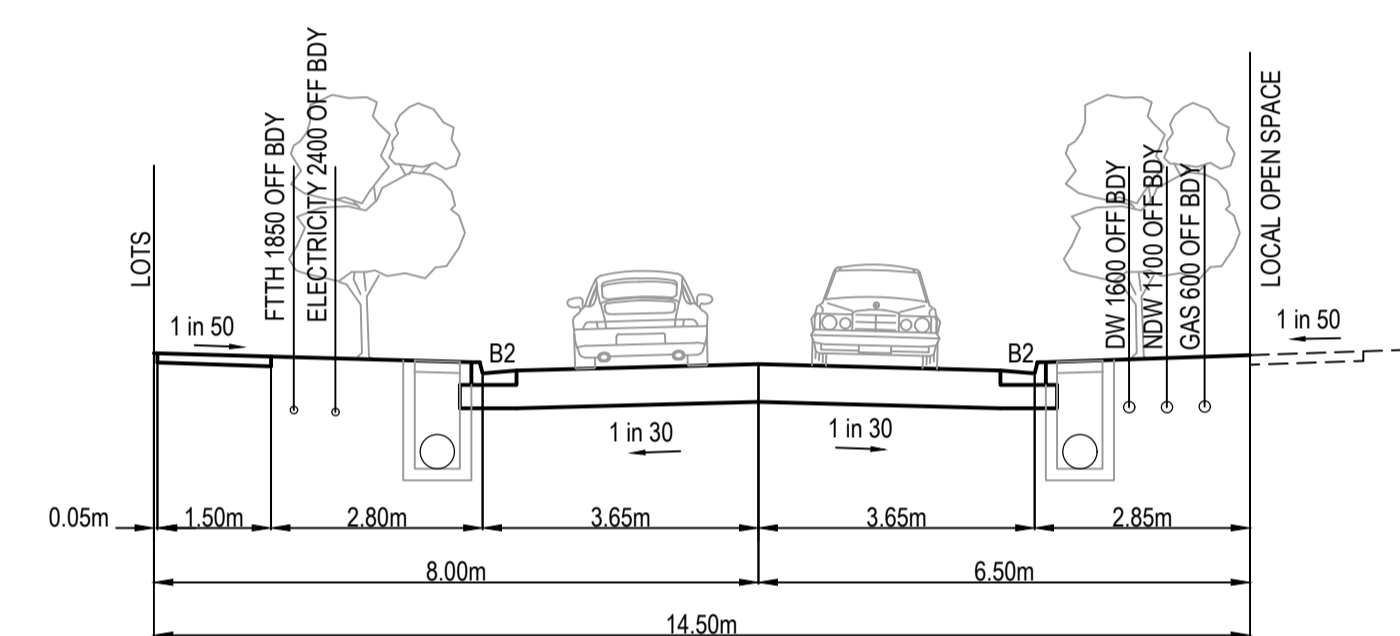 LOTS
FTTH 1850 OFF BDY
ELECTRICITY 2400 OFF BDY
DW 1600 OFF BDY
NDW 1100 OFF BDY
GAS 600 OFF BDY
LOCAL OPEN SPACE
1 in 50
B2
B2
1 in 50
1 in 30
1 in 30
0.05m
1.50m
2.80m
3.65m
3.65m
2.85m
8.00m
6.50m
14.50m